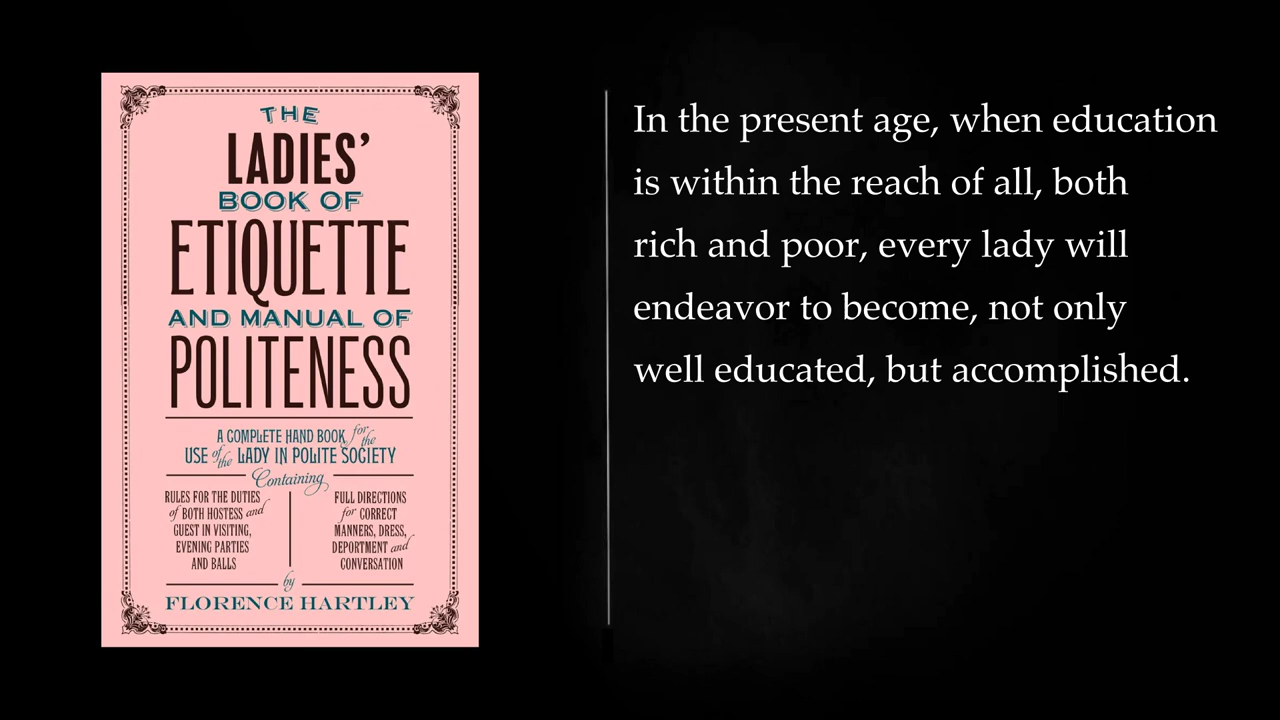 THE
LADIES'
BOOK OF
ETIQUETTE
AND MANUAL OF
POLITENESS
A COMPLETE HAND BOOK for the
USE of the LADY IN POLITE SOCIETY
Containing
RULES FOR THE DUTIES
of BOTH HOSTESS and
GUEST IN VISITING,
EVENING PARTIES
AND BALLS
FULL DIRECTIONS
for CORRECT
MANNERS, DRESS,
DEPORTMENT and
CONVERSATION
by
FLORENCE HARTLEY
In the present age, when education
is within the reach of all, both
rich and poor, every lady will
endeavor to become, not only
well educated, but accomplished.